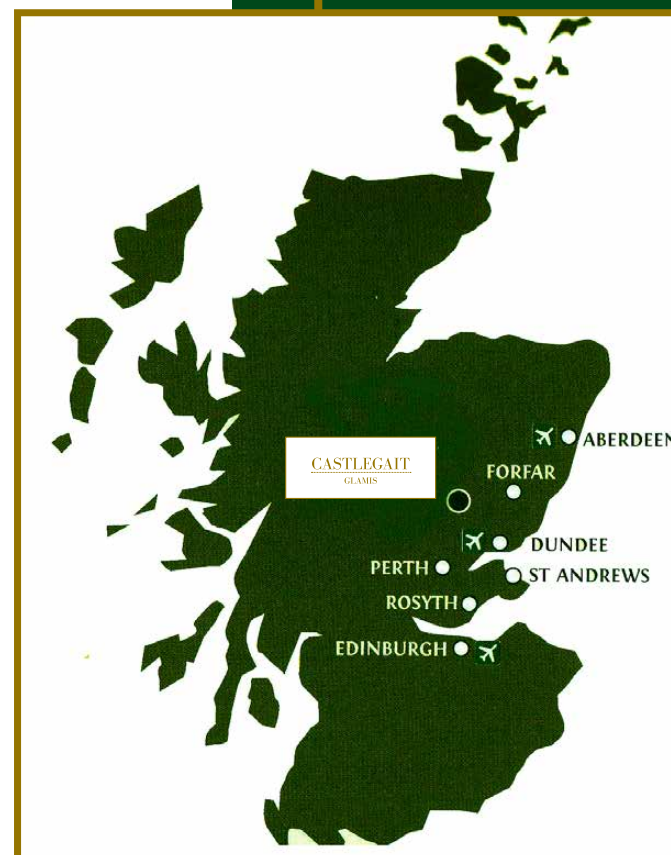 ABERDEEN
CASTLEGAIT
GLAMIS
FORFAR
DUNDEE
PERTH
ST ANDREWS
ROSYTH
EDINBURGH